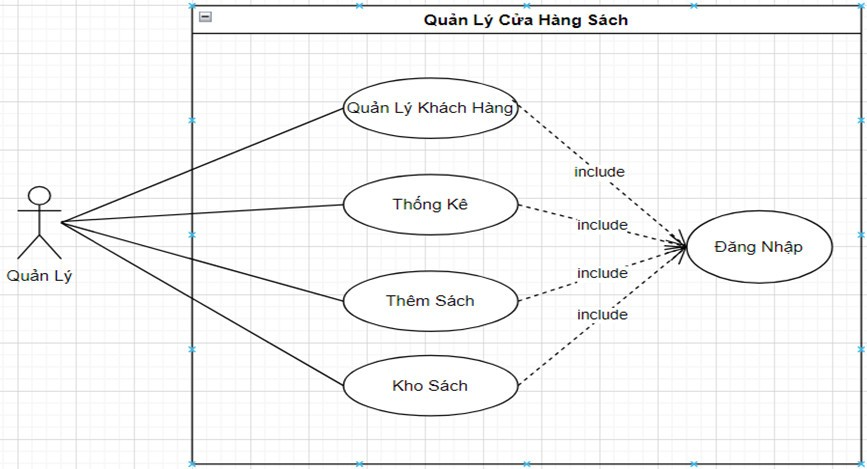 Quản Lý Cửa Hàng Sách
Quản Lý Khách Hàng
include
Thống Kê
include
Đăng Nhập
Quản Lý
include
Thêm Sách
include
Kho Sách